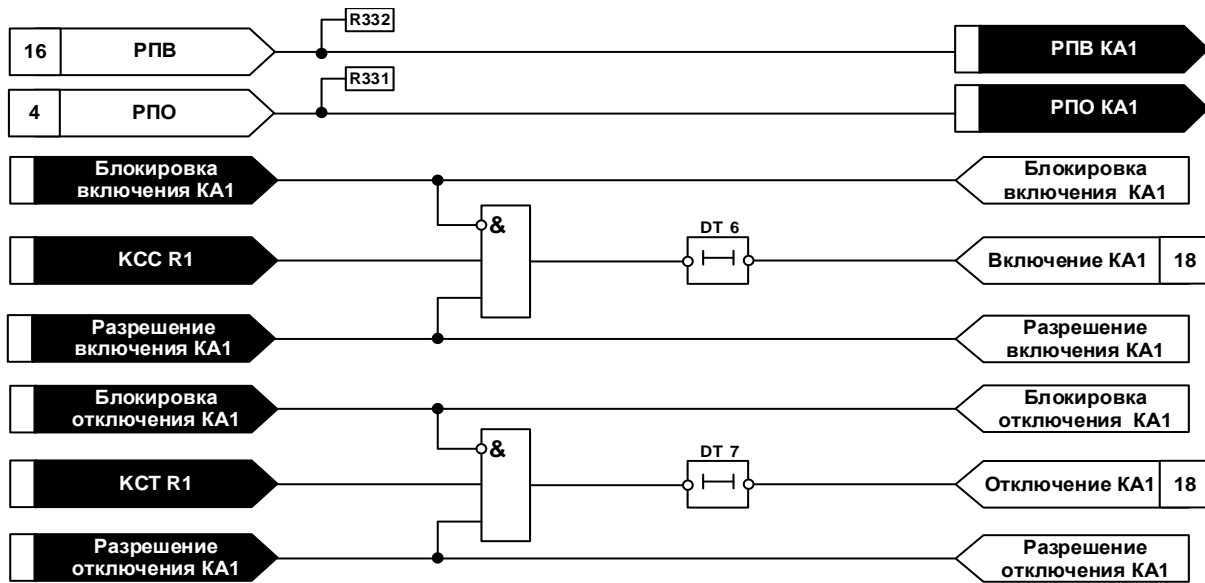 R332
16 РПВ РПВ КА1
R331
4 РПО РПО КА1
Блокировка Блокировка
включения КА1 включения КА1
&
DT 6
KCC R1 Включение КА1 18
Разрешение Разрешение
включения КА1 включения КА1
Блокировка Блокировка
отключения КА1 отключения КА1
&
DT 7
KCT R1 Отключение КА1 18
Разрешение Разрешение
отключения КА1 отключения КА1